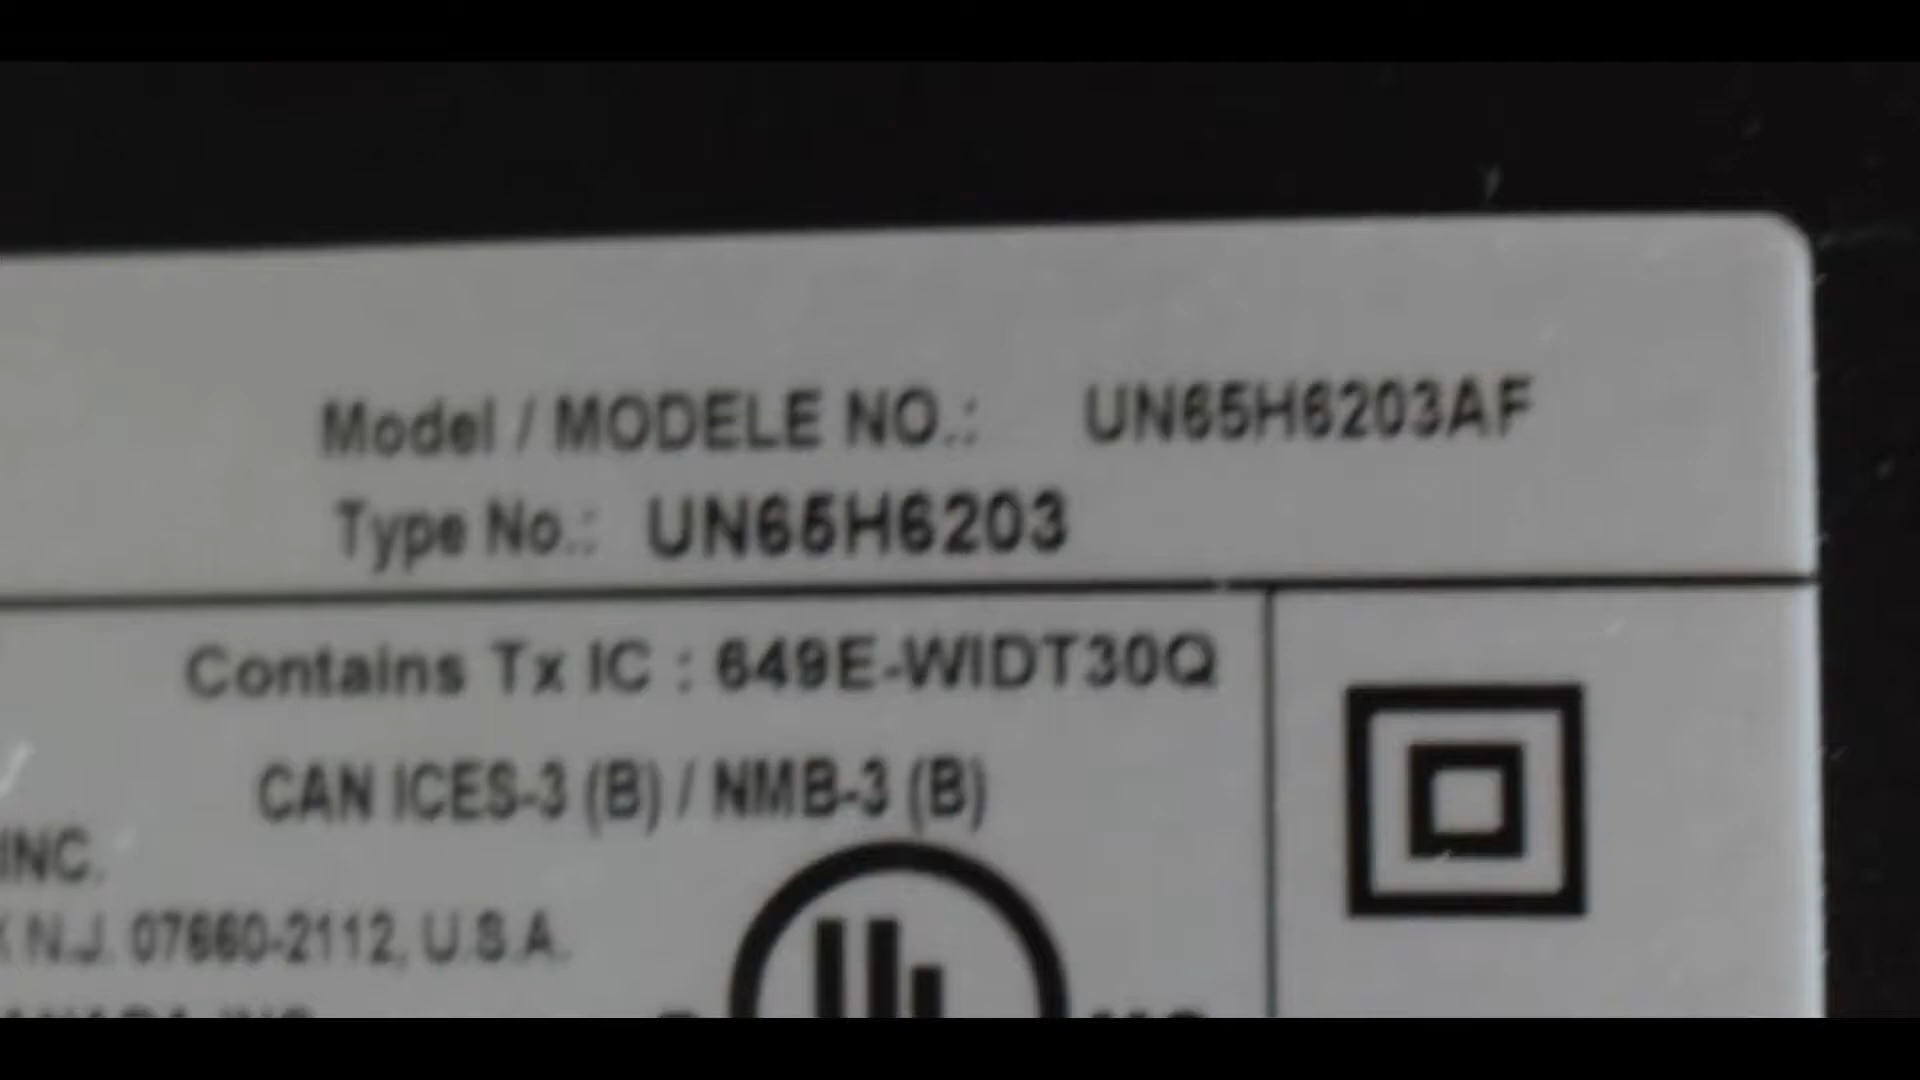 Model / MODELE NO.: UN65H6203AF
Type No.: UN65H6203
Contains Tx IC : 649E-WIDT30Q
CAN ICES-3 (B) / NMB-3 (B)
INC.
N.J. 07660-2112, U.S.A.
UL